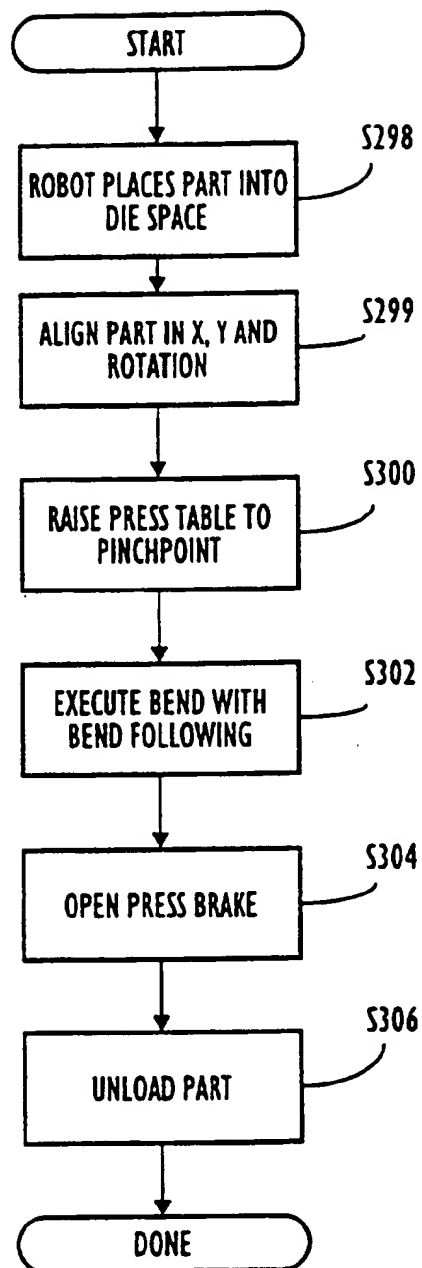 START
S298
ROBOT PLACES PART INTO
DIE SPACE
S299
ALIGN PART IN X, Y AND
ROTATION
S300
RAISE PRESS TABLE TO
PINCHPOINT
S302
EXECUTE BEND WITH
BEND FOLLOWING
S304
OPEN PRESS BRAKE
S306
UNLOAD PART
DONE